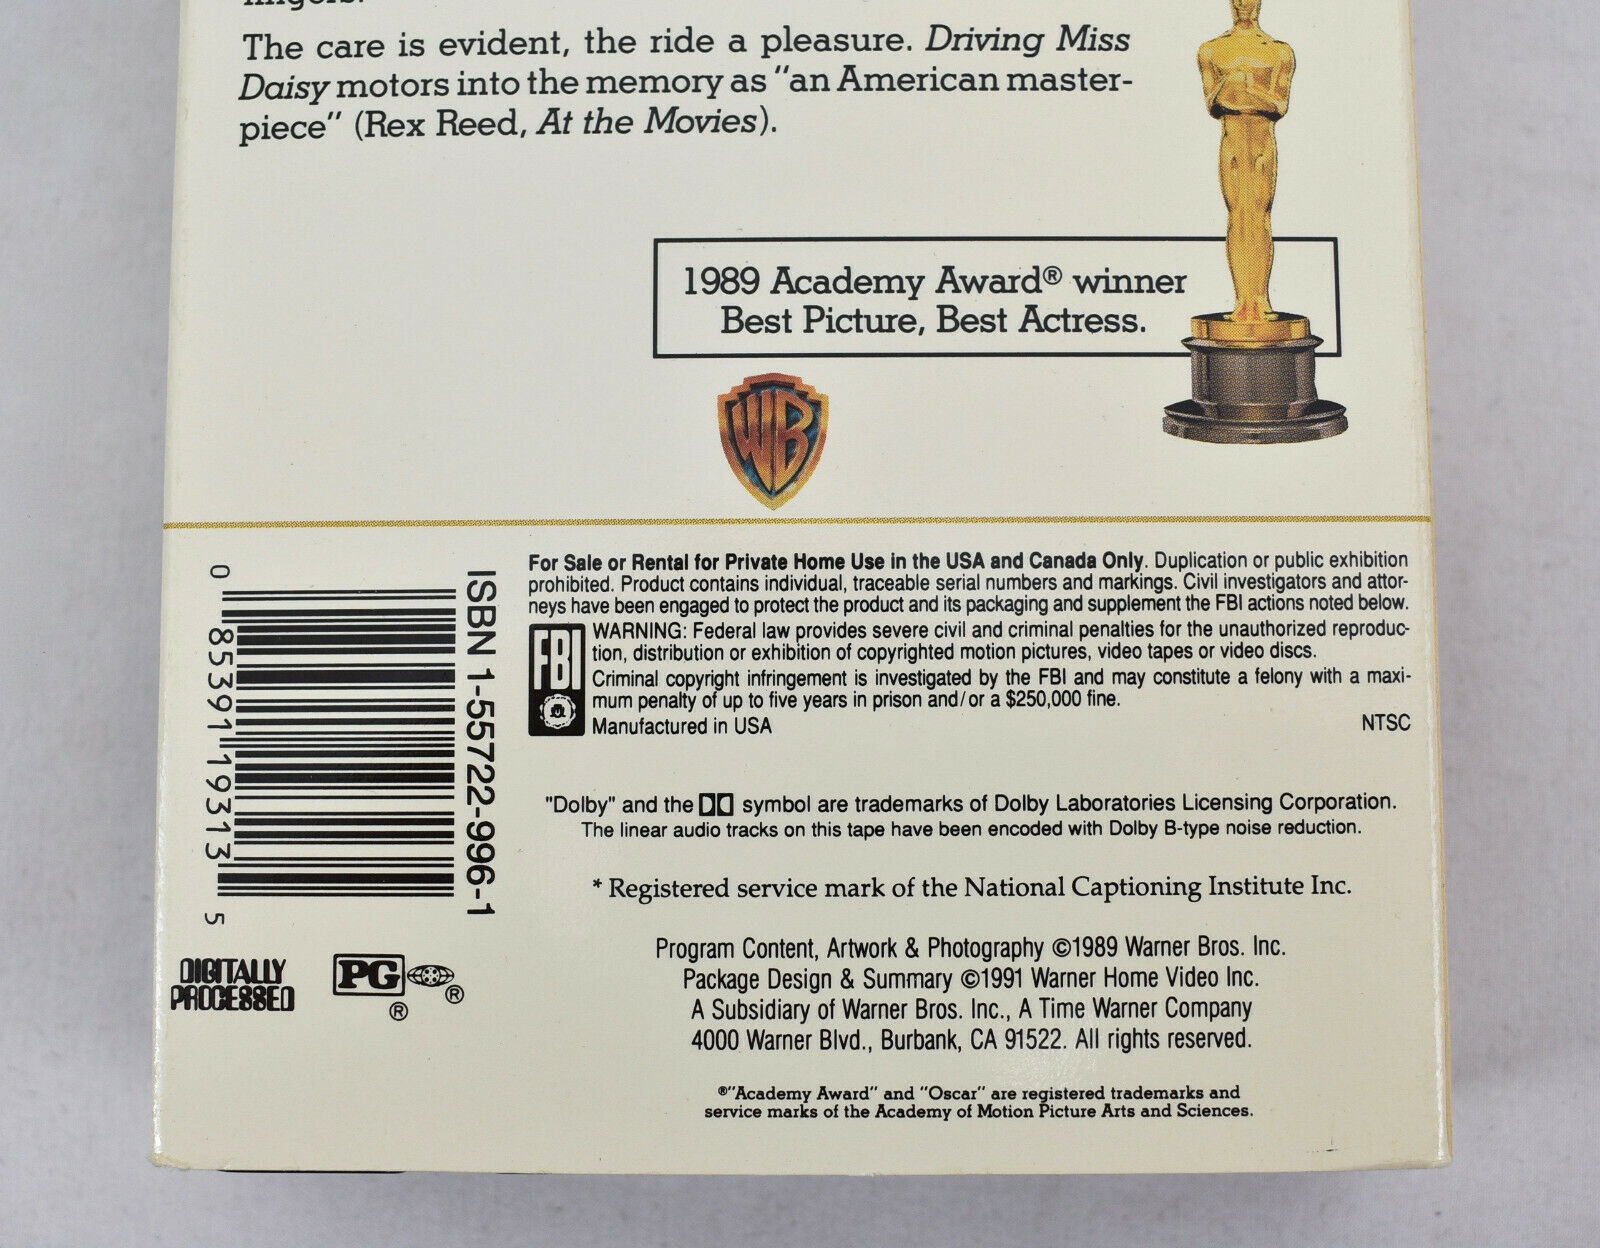 fingers.
The care is evident, the ride a pleasure. Driving Miss
Daisy motors into the memory as "an American master-
piece" (Rex Reed, At the Movies).
1989 Academy Award® winner
Best Picture, Best Actress.
WB
For Sale or Rental for Private Home Use in the USA and Canada Only. Duplication or public exhibition
prohibited. Product contains individual, traceable serial numbers and markings. Civil investigators and attor-
neys have been engaged to protect the product and its packaging and supplement the FBI actions noted below.
FBI
WARNING: Federal law provides severe civil and criminal penalties for the unauthorized reproduc-
tion, distribution or exhibition of copyrighted motion pictures, video tapes or video discs.
Criminal copyright infringement is investigated by the FBI and may constitute a felony with a maxi-
mum penalty of up to five years in prison and/or a $250,000 fine.
Manufactured in USA
NTSC
"Dolby" and the symbol are trademarks of Dolby Laboratories Licensing Corporation.
The linear audio tracks on this tape have been encoded with Dolby B-type noise reduction.
* Registered service mark of the National Captioning Institute Inc.
Program Content, Artwork & Photography ©1989 Warner Bros. Inc.
Package Design & Summary ©1991 Warner Home Video Inc.
A Subsidiary of Warner Bros. Inc., A Time Warner Company
4000 Warner Blvd., Burbank, CA 91522. All rights reserved.
®"Academy Award" and "Oscar" are registered trademarks and
service marks of the Academy of Motion Picture Arts and Sciences.
ISBN 1-55722-996-1
0 85391 19313 5
DIGITALLY
PROCESSED
PG ® ®